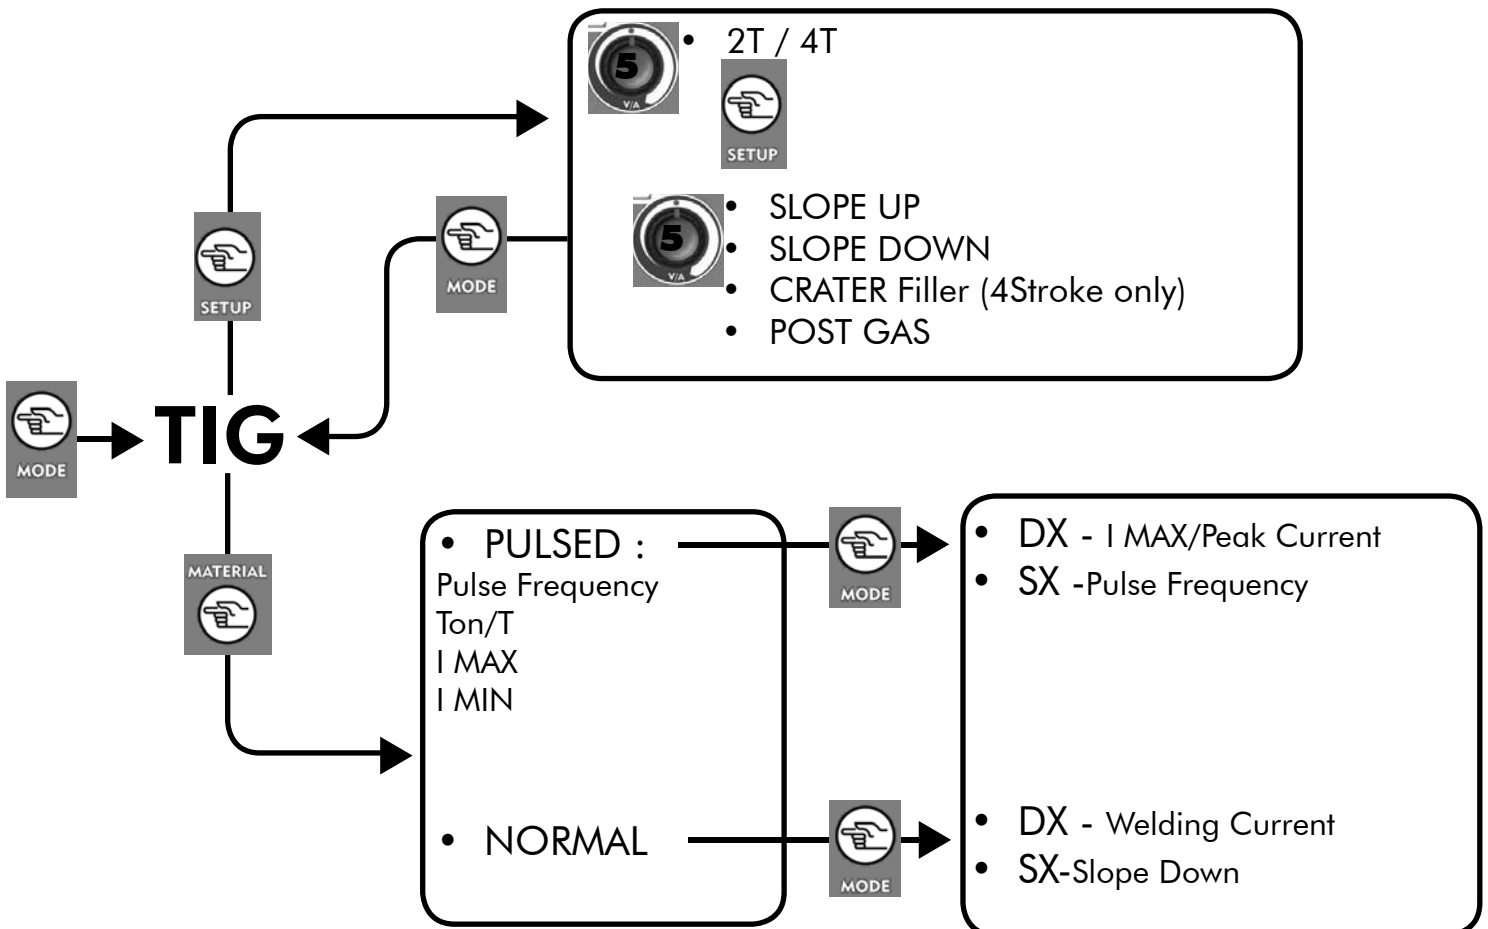 5
V/A
• 2T / 4T
SETUP
5
V/A
• SLOPE UP
• SLOPE DOWN
• CRATER Filler (4Stroke only)
• POST GAS
SETUP
MODE
MODE
TIG
MATERIAL
• PULSED :
Pulse Frequency
Ton/T
I MAX
I MIN
• NORMAL
MODE
• DX - I MAX/Peak Current
• SX -Pulse Frequency
MODE
• DX - Welding Current
• SX-Slope Down